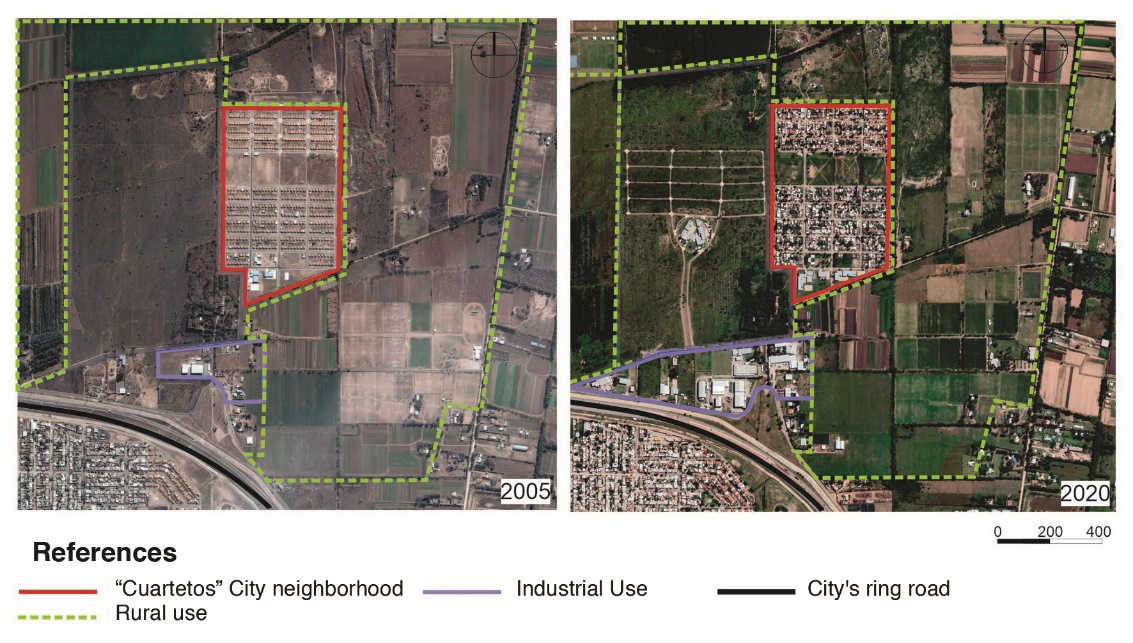 2005
2020
0 200 400
References
“Cuartetos” City neighborhood
Industrial Use
City's ring road
Rural use